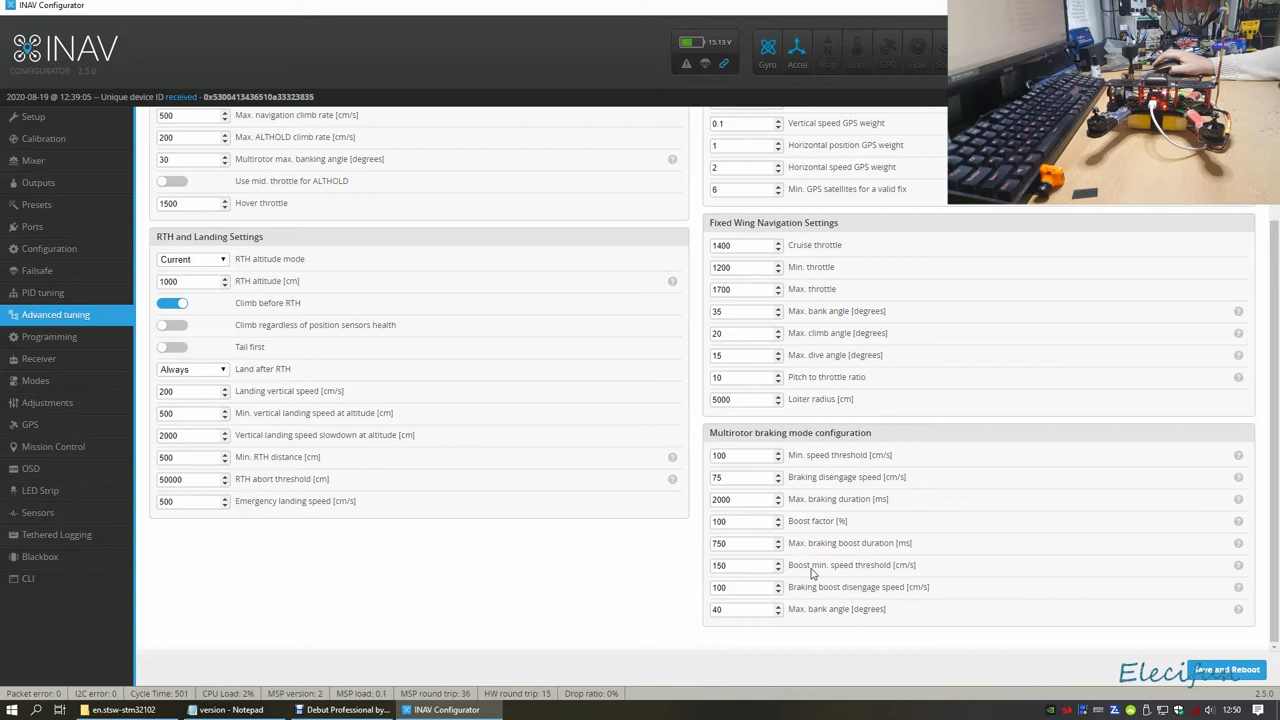 INAV Configurator
INAV
CONFIGURATOR 2.5.0
15.13 V
Gyro
Accel
Mag
Baro
GPS
Flow
2020-08-19 @ 12:39:05 -- Unique device ID received - 0x5300413436510a33323835
Setup
Calibration
Mixer
Outputs
Presets
Ports
Configuration
Failsafe
PID tuning
Advanced tuning
Programming
Receiver
Modes
Adjustments
GPS
Mission Control
OSD
LED Strip
Sensors
Tethered Logging
Blackbox
CLI
500 Max. navigation climb rate [cm/s]
200 Max. ALTHOLD climb rate [cm/s]
30 Multirotor max. banking angle [degrees]
Use mid. throttle for ALTHOLD
1500 Hover throttle
RTH and Landing Settings
Current RTH altitude mode
1000 RTH altitude [cm]
Climb before RTH
Climb regardless of position sensors health
Tail first
Always Land after RTH
200 Landing vertical speed [cm/s]
500 Min. vertical landing speed at altitude [cm]
2000 Vertical landing speed slowdown at altitude [cm]
500 Min. RTH distance [cm]
50000 RTH abort threshold [cm]
500 Emergency landing speed [cm/s]
0.1 Vertical speed GPS weight
1 Horizontal position GPS weight
2 Horizontal speed GPS weight
6 Min. GPS satellites for a valid fix
Fixed Wing Navigation Settings
1400 Cruise throttle
1200 Min. throttle
1700 Max. throttle
35 Max. bank angle [degrees]
20 Max. climb angle [degrees]
15 Max. dive angle [degrees]
10 Pitch to throttle ratio
5000 Loiter radius [cm]
Multirotor braking mode configuration
100 Min. speed threshold [cm/s]
75 Braking disengage speed [cm/s]
2000 Max. braking duration [ms]
100 Boost factor [%]
750 Max. braking boost duration [ms]
150 Boost min. speed threshold [cm/s]
100 Braking boost disengage speed [cm/s]
40 Max. bank angle [degrees]
Save and Reboot
Packet error: 0 I2C error: 0 Cycle Time: 501 CPU Load: 2% MSP version: 2 MSP load: 0.1 MSP round trip: 36 HW round trip: 15 Drop ratio: 0% 2.5.0
en.stsw-stm32102
version - Notepad
Debut Professional by...
INAV Configurator
12:50